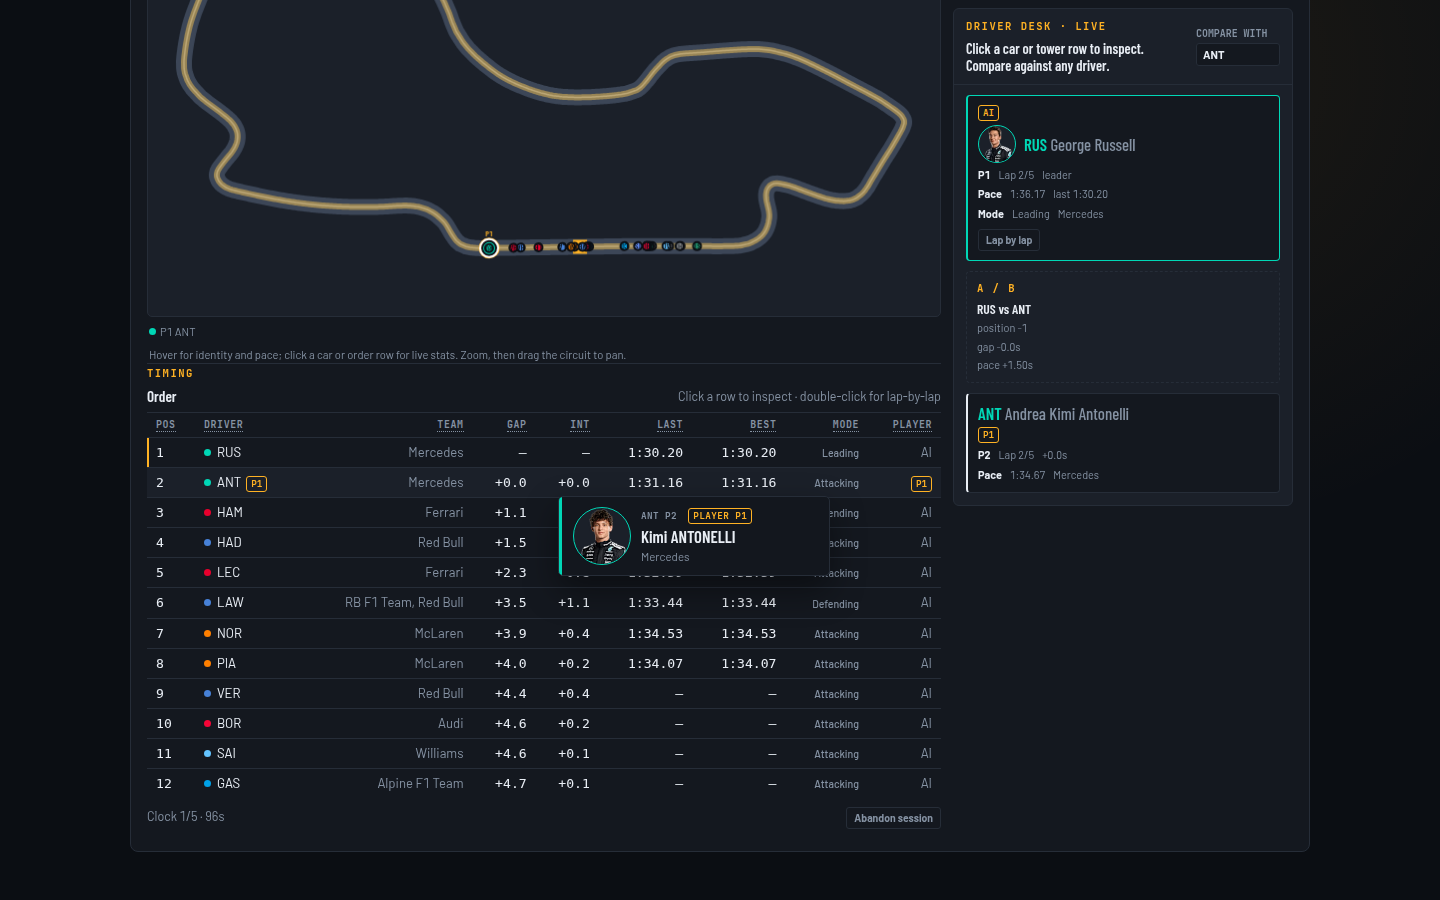 P1
P1 ANT
Hover for identity and pace; click a car or order row for live stats. Zoom, then drag the circuit to pan.
TIMING
Order
Click a row to inspect · double-click for lap-by-lap
POS DRIVER TEAM GAP INT LAST BEST MODE PLAYER
1 RUS Mercedes — — 1:30.20 1:30.20 Leading AI
2 ANT P1 Mercedes +0.0 +0.0 1:31.16 1:31.16 Attacking P1
3 HAM Ferrari +1.1 AI
4 HAD Red Bull +1.5 AI
5 LEC Ferrari +2.3 AI
ANT P2 PLAYER P1
Kimi ANTONELLI
Mercedes
6 LAW RB F1 Team, Red Bull +3.5 +1.1 1:33.44 1:33.44 Defending AI
7 NOR McLaren +3.9 +0.4 1:34.53 1:34.53 Attacking AI
8 PIA McLaren +4.0 +0.2 1:34.07 1:34.07 Attacking AI
9 VER Red Bull +4.4 +0.4 — — Attacking AI
10 BOR Audi +4.6 +0.2 — — Attacking AI
11 SAI Williams +4.6 +0.1 — — Attacking AI
12 GAS Alpine F1 Team +4.7 +0.1 — — Attacking AI
Clock 1/5 · 96s
Abandon session
DRIVER DESK · LIVE
Click a car or tower row to inspect.
Compare against any driver.
COMPARE WITH
ANT
AI
RUS George Russell
P1 Lap 2/5 leader
Pace 1:36.17 last 1:30.20
Mode Leading Mercedes
Lap by lap
A / B
RUS vs ANT
position -1
gap -0.0s
pace +1.50s
ANT Andrea Kimi Antonelli
P1
P2 Lap 2/5 +0.0s
Pace 1:34.67 Mercedes